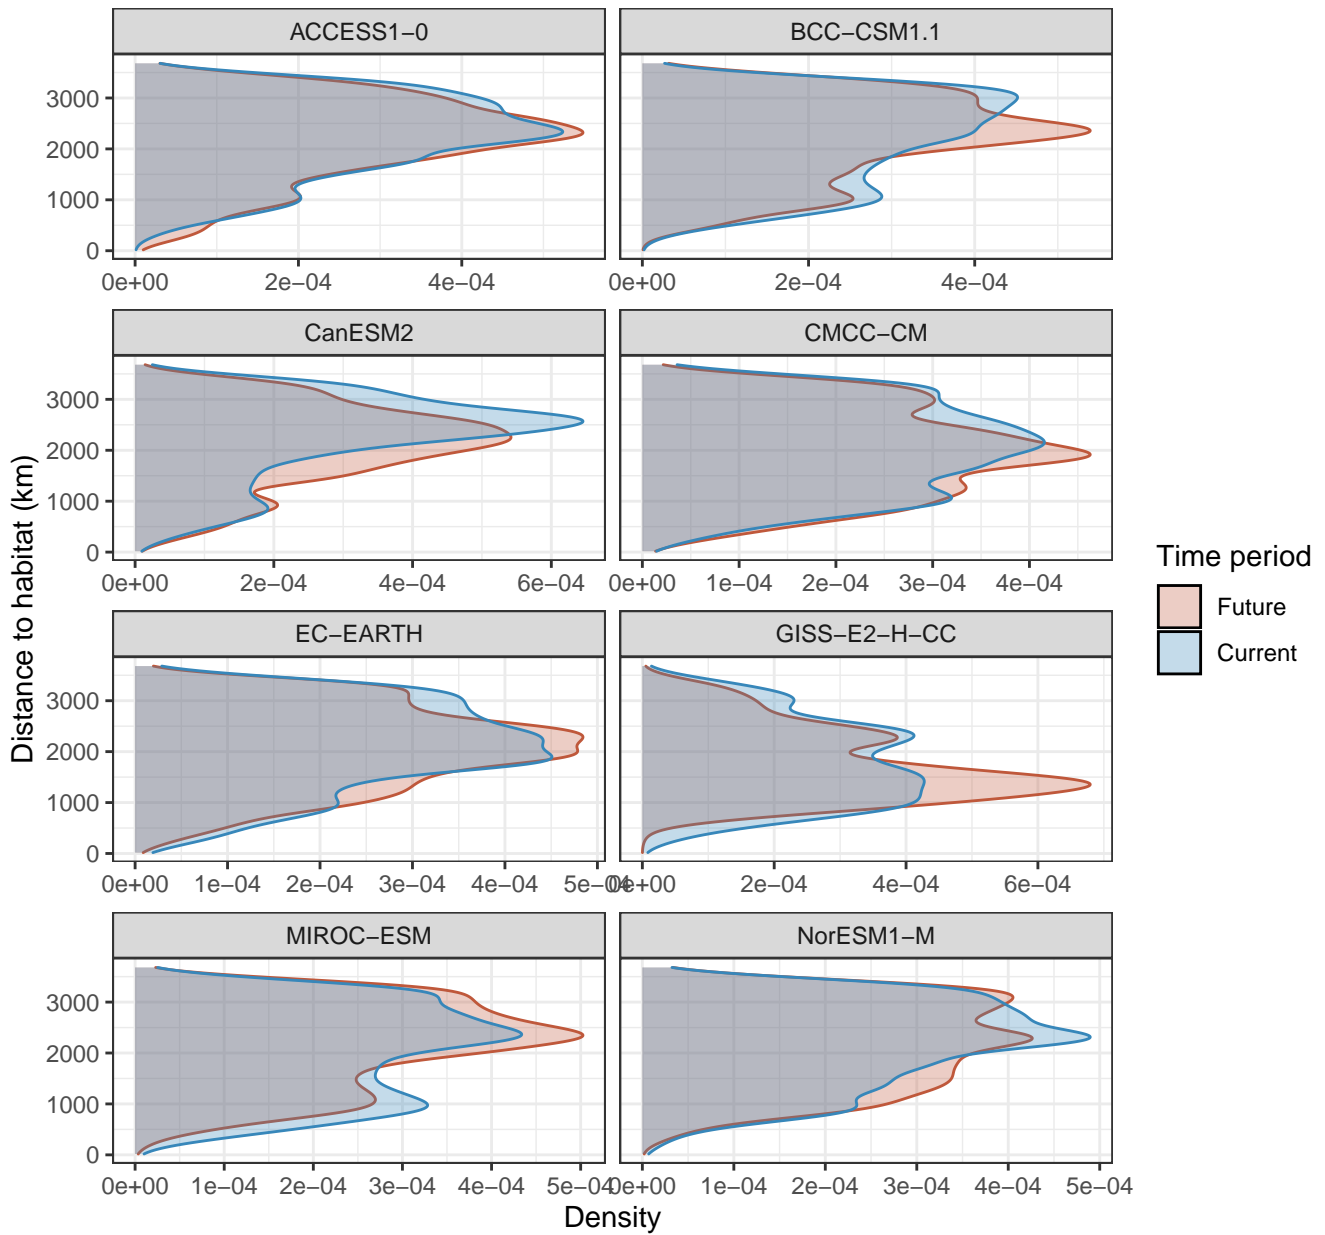 ACCESS1−0
BCC−CSM1.1
3000
2000
1000
0
0e+00 2e−04 4e−04
0e+00 2e−04 4e−04
CanESM2
CMCC−CM
3000
2000
1000
0
0e+00 2e−04 4e−04 6e−04
0e+00 1e−04 2e−04 3e−04 4e−04
Distance to habitat (km)
EC−EARTH
GISS−E2−H−CC
3000
2000
1000
0
0e+00 1e−04 2e−04 3e−04 4e−04 5e−04
0e+00 2e−04 4e−04 6e−04
MIROC−ESM
NorESM1−M
3000
2000
1000
0
0e+00 1e−04 2e−04 3e−04 4e−04 5e−04
0e+00 1e−04 2e−04 3e−04 4e−04 5e−04
Density
Time period
Future
Current